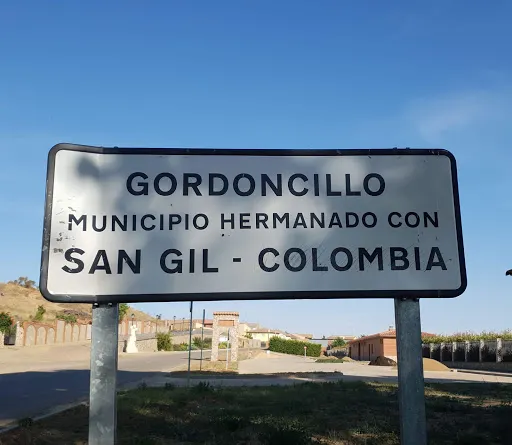 GORDONCILLO
MUNICIPIO HERMANADO CON
SAN GIL - COLOMBIA